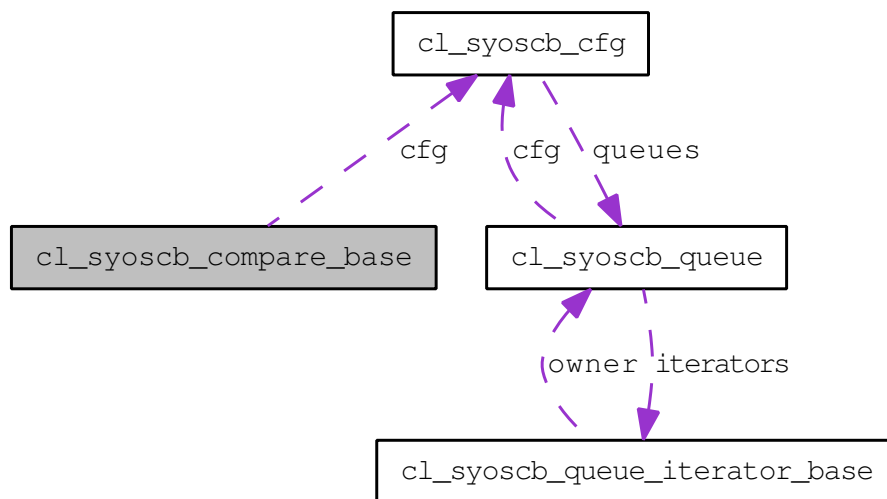 cl_syoscb_cfg
cfg cfg queues
cl_syoscb_compare_base cl_syoscb_queue
owner iterators
cl_syoscb_queue_iterator_base